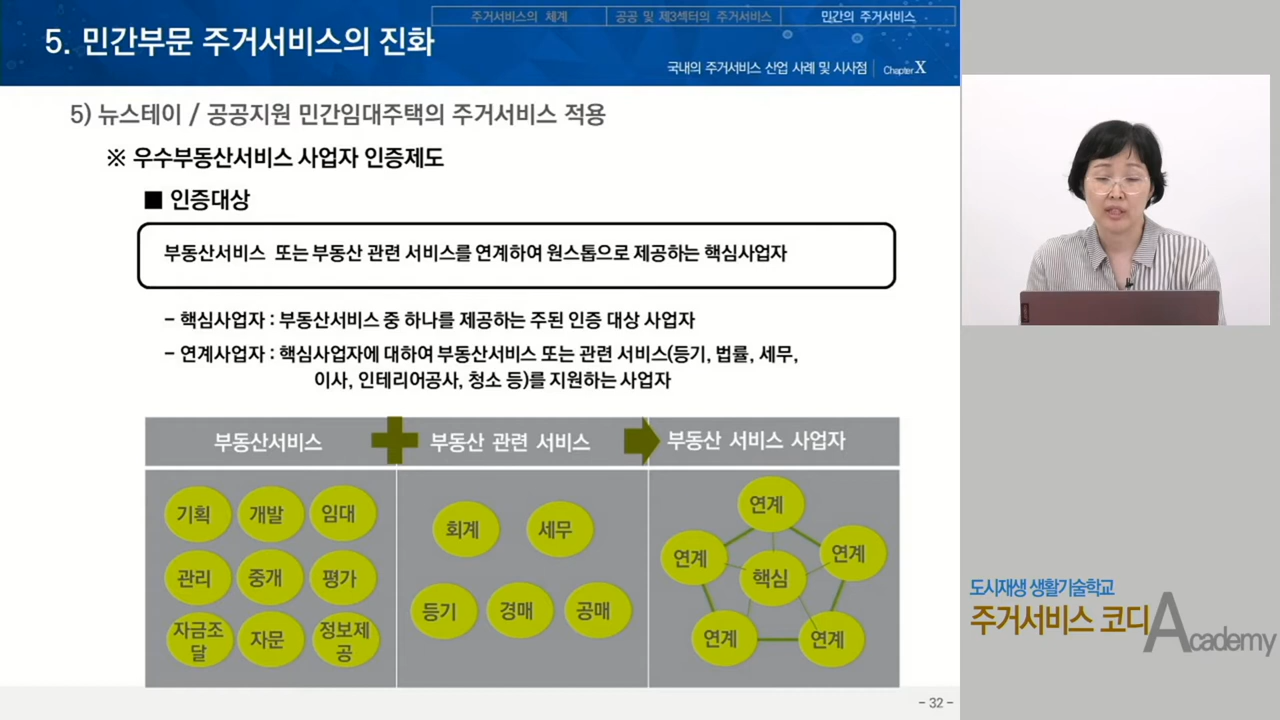 주거서비스의 체계
공공 및 제3섹터의 주거서비스
민간의 주거서비스
5. 민간부문 주거서비스의 진화
국내의 주거서비스 산업 사례 및 시사점
Chapter X
5) 뉴스테이 / 공공지원 민간임대주택의 주거서비스 적용
※ 우수부동산서비스 사업자 인증제도
■ 인증대상
부동산서비스 또는 부동산 관련 서비스를 연계하여 원스톱으로 제공하는 핵심사업자
- 핵심사업자 : 부동산서비스 중 하나를 제공하는 주된 인증 대상 사업자
- 연계사업자 : 핵심사업자에 대하여 부동산서비스 또는 관련 서비스(등기, 법률, 세무,
이사, 인테리어공사, 청소 등)를 지원하는 사업자
부동산서비스
부동산 관련 서비스
부동산 서비스 사업자
기획
개발
임대
관리
중개
평가
자금조
달
자문
정보제
공
회계
세무
등기
경매
공매
연계
연계
연계
핵심
연계
연계
- 32 -
도시재생 생활기술학교
주거서비스 코디
Academy